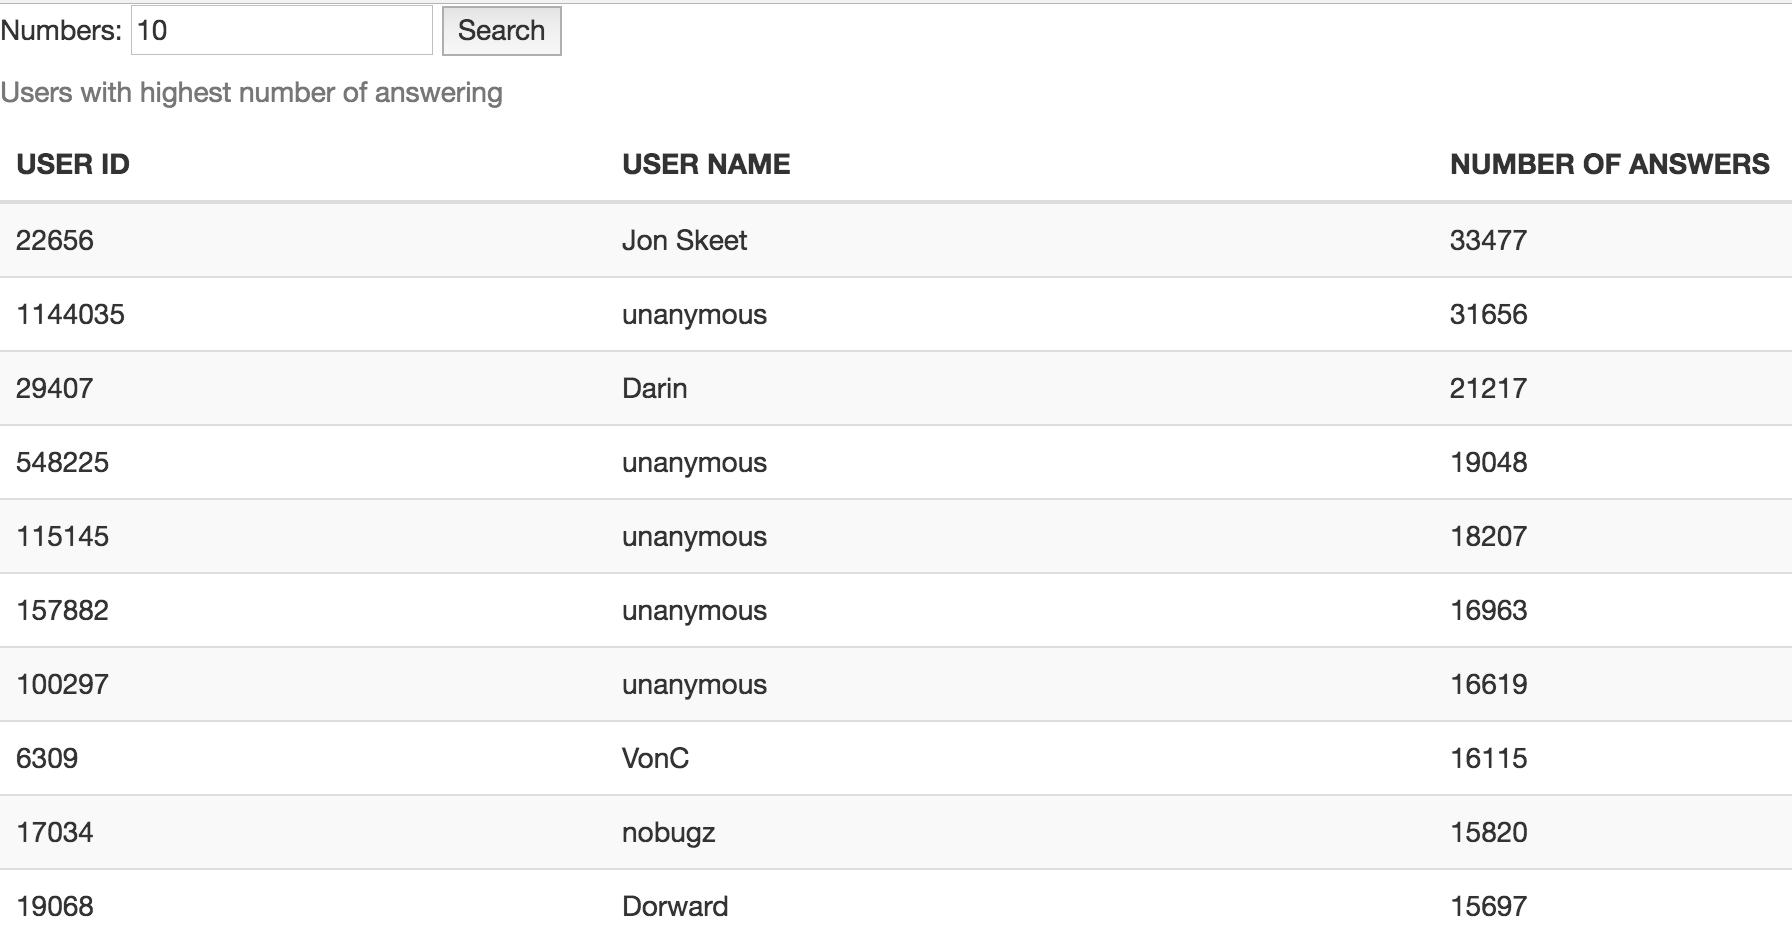 Numbers: 10 Search
Users with highest number of answering
USER ID USER NAME NUMBER OF ANSWERS
22656 Jon Skeet 33477
1144035 unanymous 31656
29407 Darin 21217
548225 unanymous 19048
115145 unanymous 18207
157882 unanymous 16963
100297 unanymous 16619
6309 VonC 16115
17034 nobugz 15820
19068 Dorward 15697